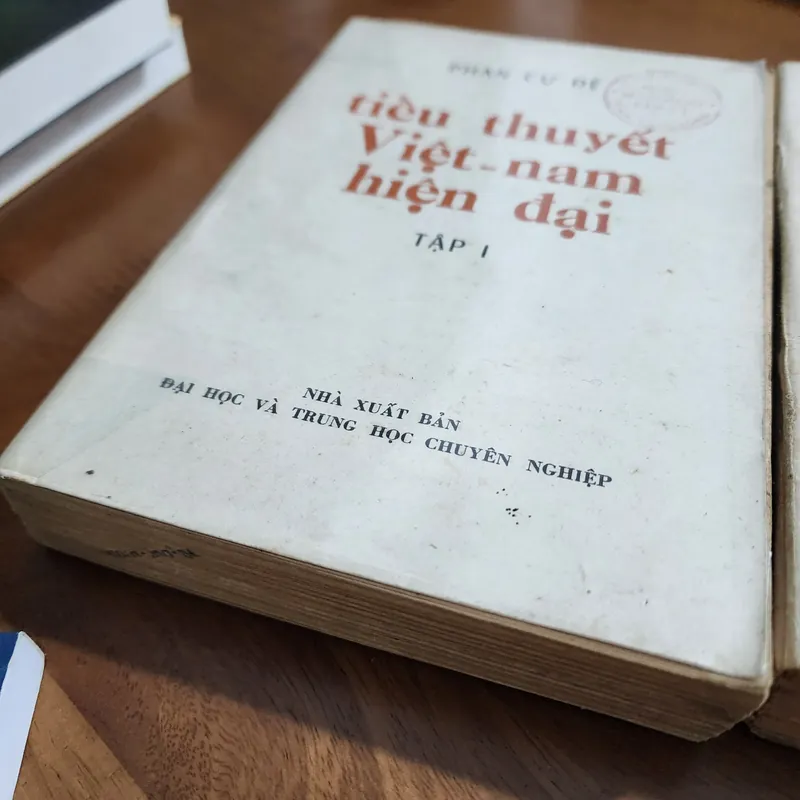 PHAN CỰ ĐỆ
tiểu thuyết
Việt-nam
hiện đại
TẬP I
NHÀ XUẤT BẢN
ĐẠI HỌC VÀ TRUNG HỌC CHUYÊN NGHIỆP